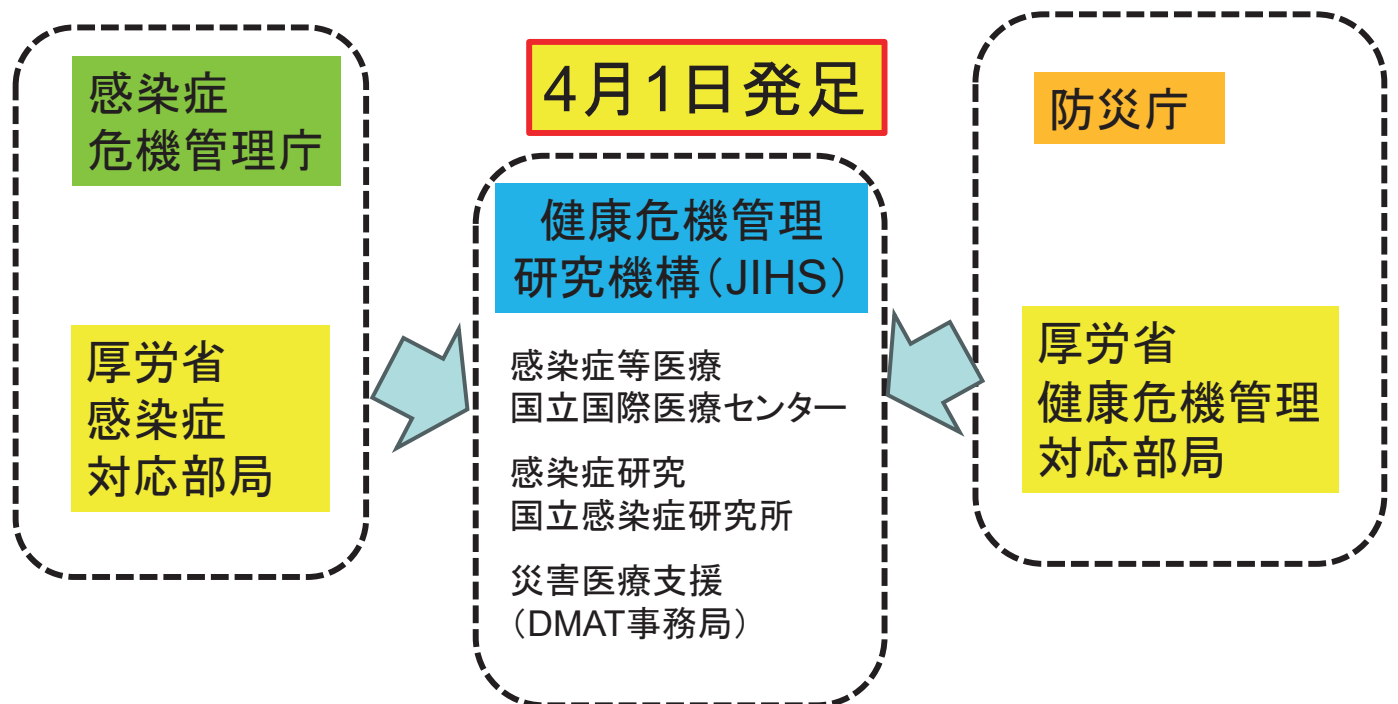 感染症
危機管理庁
厚労省
感染症
対応部局
4月1日発足
健康危機管理
研究機構(JIHS)
感染症等医療
国立国際医療センター
感染症研究
国立感染症研究所
災害医療支援
(DMAT事務局)
防災庁
厚労省
健康危機管理
対応部局